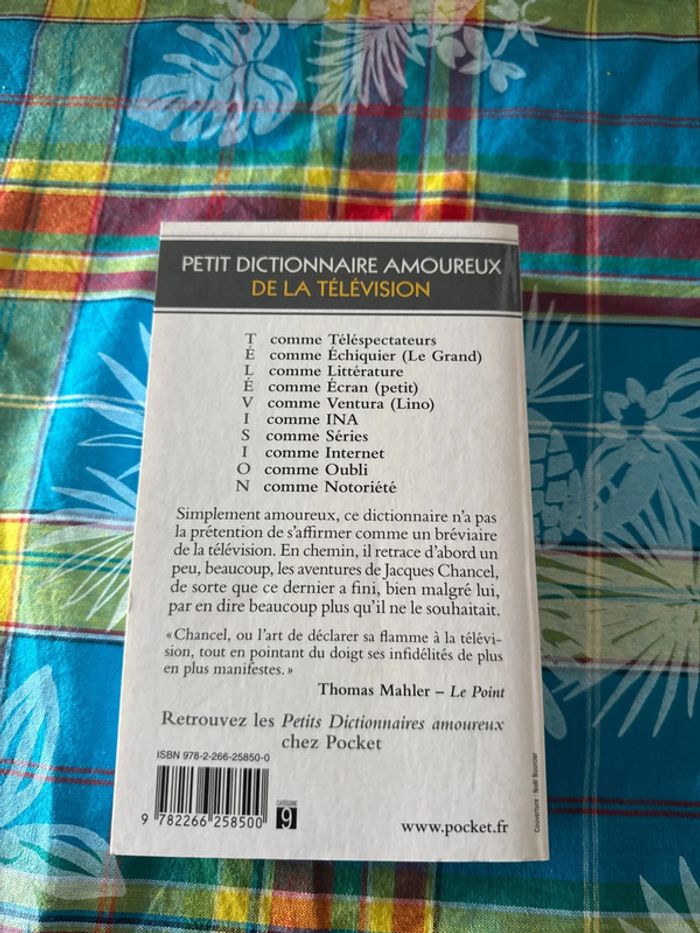 PETIT DICTIONNAIRE AMOUREUX
DE LA TÉLÉVISION
T comme Téléspectateurs
É comme Échiquier (Le Grand)
L comme Littérature
É comme Écran (petit)
V comme Ventura (Lino)
I comme INA
S comme Séries
I comme Internet
O comme Oubli
N comme Notoriété
Simplement amoureux, ce dictionnaire n'a pas
la prétention de s'affirmer comme un bréviaire
de la télévision. En chemin, il retrace d'abord un
peu, beaucoup, les aventures de Jacques Chancel,
de sorte que ce dernier a fini, bien malgré lui,
par en dire beaucoup plus qu'il ne le souhaitait.
« Chancel, ou l'art de déclarer sa flamme à la télévi-
sion, tout en pointant du doigt ses infidélités de plus
en plus manifestes. »
Thomas Mahler – Le Point
Retrouvez les Petits Dictionnaires amoureux
chez Pocket
ISBN 978-2-266-25850-0
9 782266 258500
CATÉGORIE
9
www.pocket.fr
Couverture : Noël Boursier